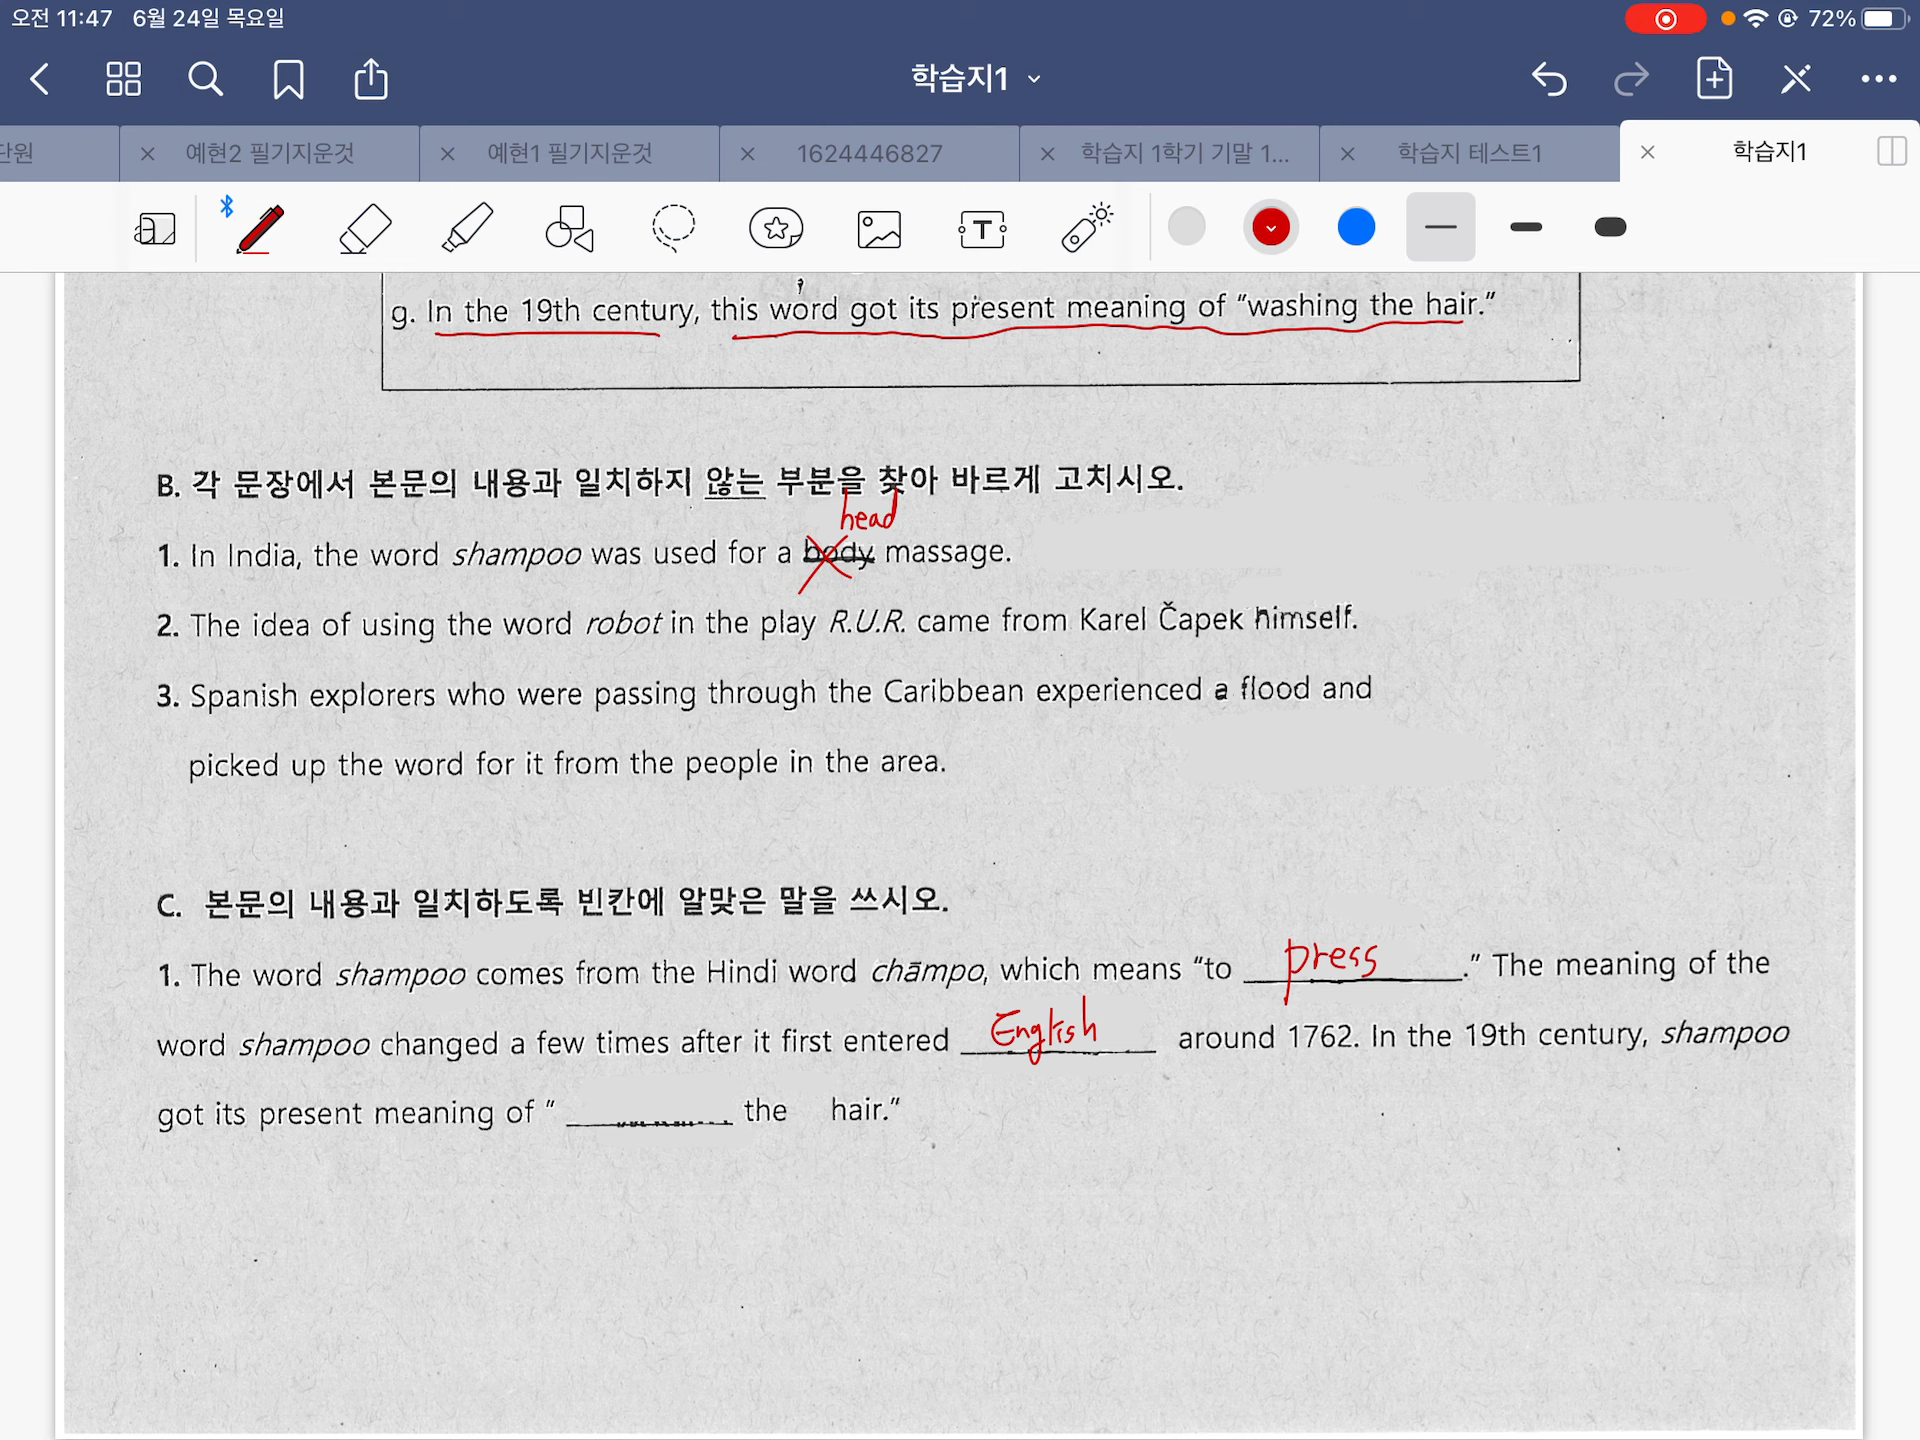 오전 11:47 6월 24일 목요일 72%
학습지1
단원 예현2 필기지운것 예현1 필기지운것 1624446827 학습지 1학기 기말 1... 학습지 테스트1 학습지1
g. In the 19th century, this word got its present meaning of “washing the hair.”
B. 각 문장에서 본문의 내용과 일치하지 않는 부분을 찾아 바르게 고치시오.
head
1. In India, the word shampoo was used for a body massage.
2. The idea of using the word robot in the play R.U.R. came from Karel Čapek himself.
3. Spanish explorers who were passing through the Caribbean experienced a flood and
picked up the word for it from the people in the area.
C. 본문의 내용과 일치하도록 빈칸에 알맞은 말을 쓰시오.
1. The word shampoo comes from the Hindi word chāmpo, which means “to press.” The meaning of the
word shampoo changed a few times after it first entered English around 1762. In the 19th century, shampoo
got its present meaning of “ ________ the hair.”